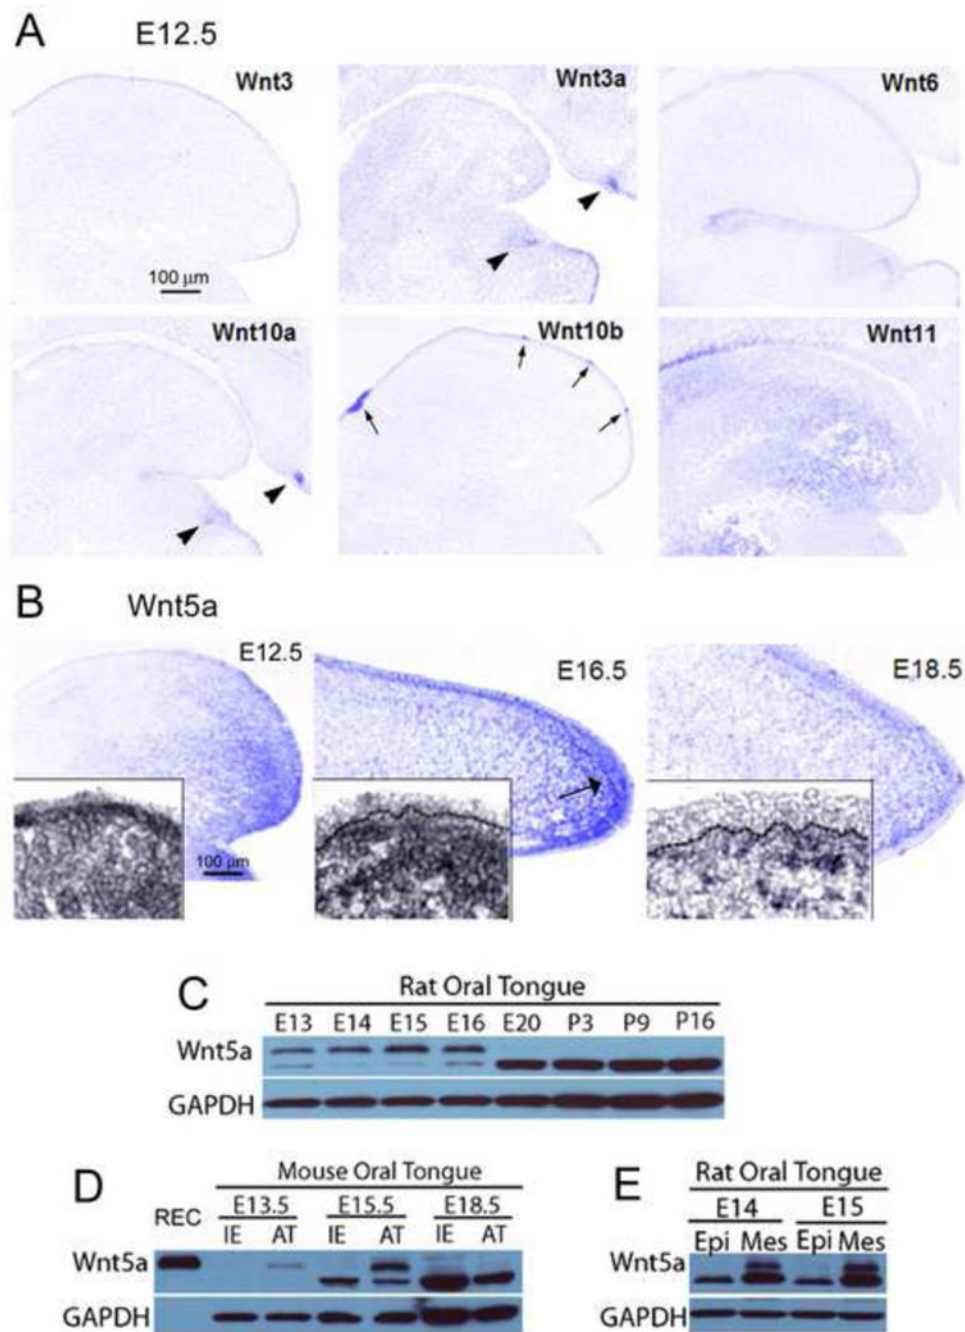 A E12.5
Wnt3 Wnt3a Wnt6
100 μm
Wnt10a Wnt10b Wnt11
B Wnt5a
E12.5 E16.5 E18.5
100 μm
C Rat Oral Tongue
E13 E14 E15 E16 E20 P3 P9 P16
Wnt5a
GAPDH
D Mouse Oral Tongue
REC E13.5 E15.5 E18.5
IE AT IE AT IE AT
Wnt5a
GAPDH
E Rat Oral Tongue
E14 E15
Epi Mes Epi Mes
Wnt5a
GAPDH